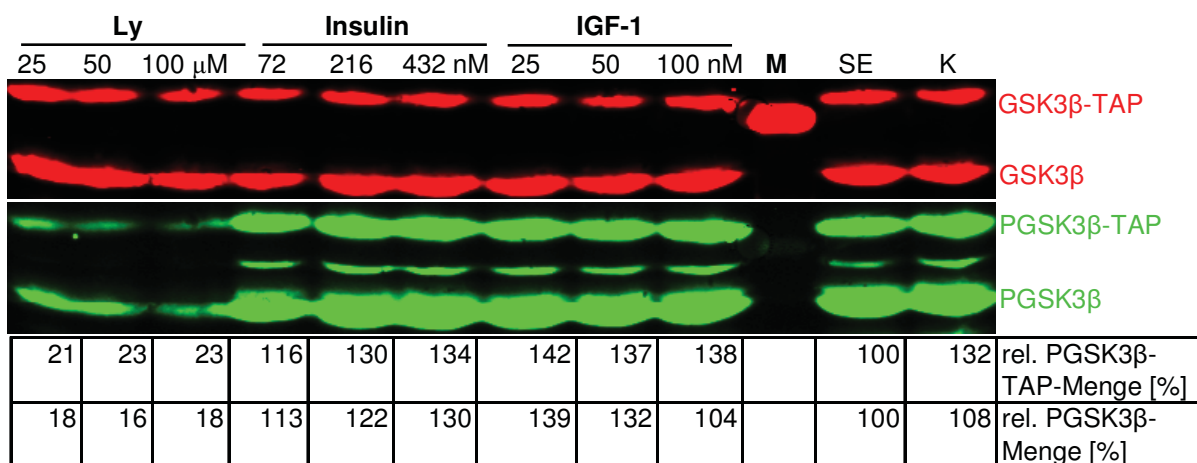 Ly Insulin IGF-1
25 50 100 μM 72 216 432 nM 25 50 100 nM M SE K
GSK3β-TAP
GSK3β
PGSK3β-TAP
PGSK3β
21 23 23 116 130 134 142 137 138 100 132 rel. PGSK3β-
TAP-Menge [%]
18 16 18 113 122 130 139 132 104 100 108 rel. PGSK3β-
Menge [%]